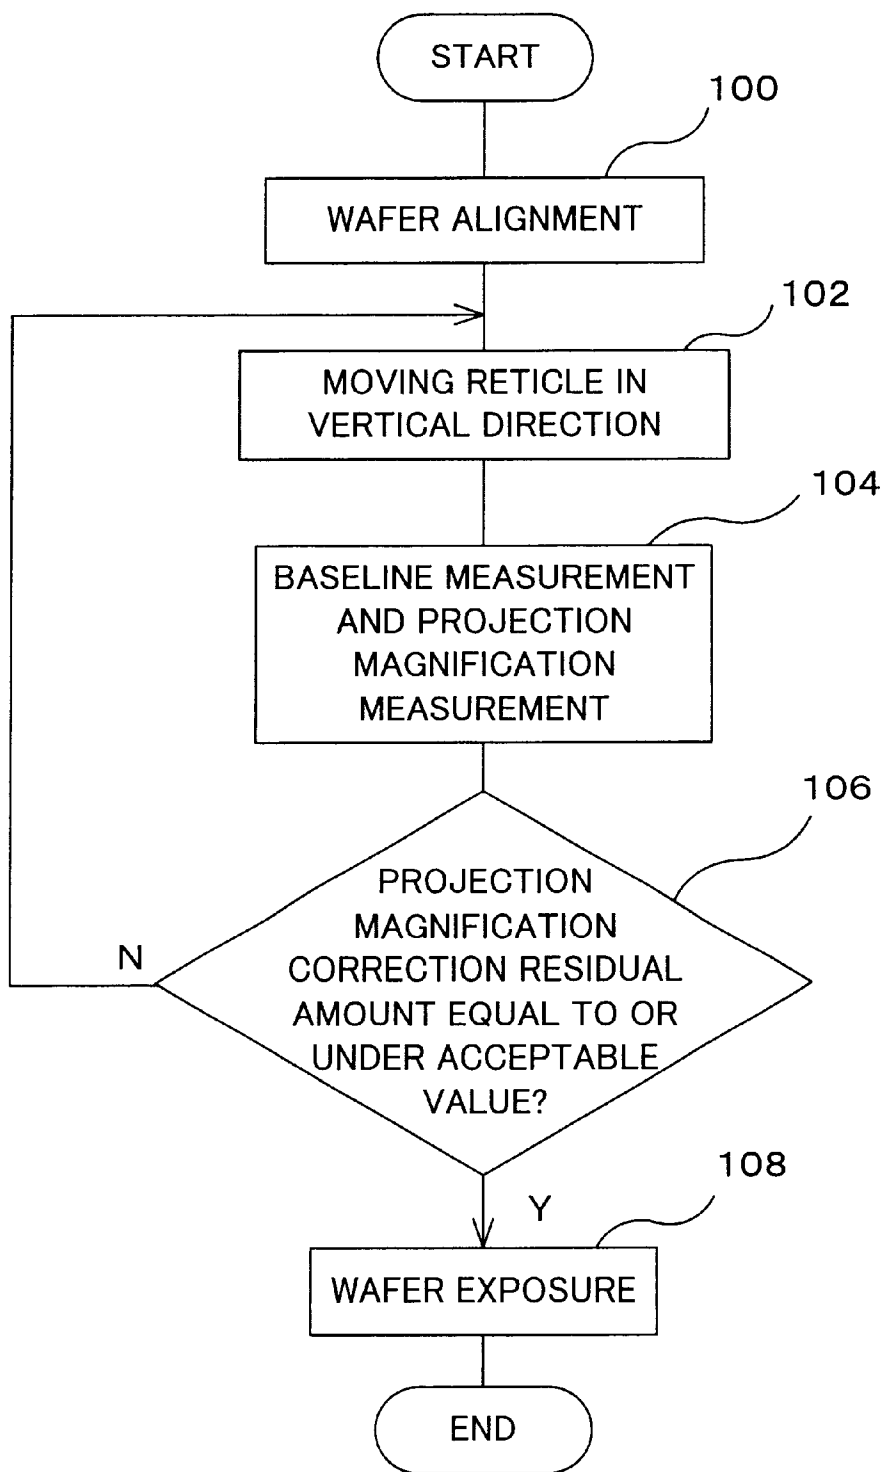 START
100
WAFER ALIGNMENT
102
MOVING RETICLE IN
VERTICAL DIRECTION
104
BASELINE MEASUREMENT
AND PROJECTION
MAGNIFICATION
MEASUREMENT
106
PROJECTION
MAGNIFICATION
CORRECTION RESIDUAL
AMOUNT EQUAL TO OR
UNDER ACCEPTABLE
VALUE?
N
Y
108
WAFER EXPOSURE
END